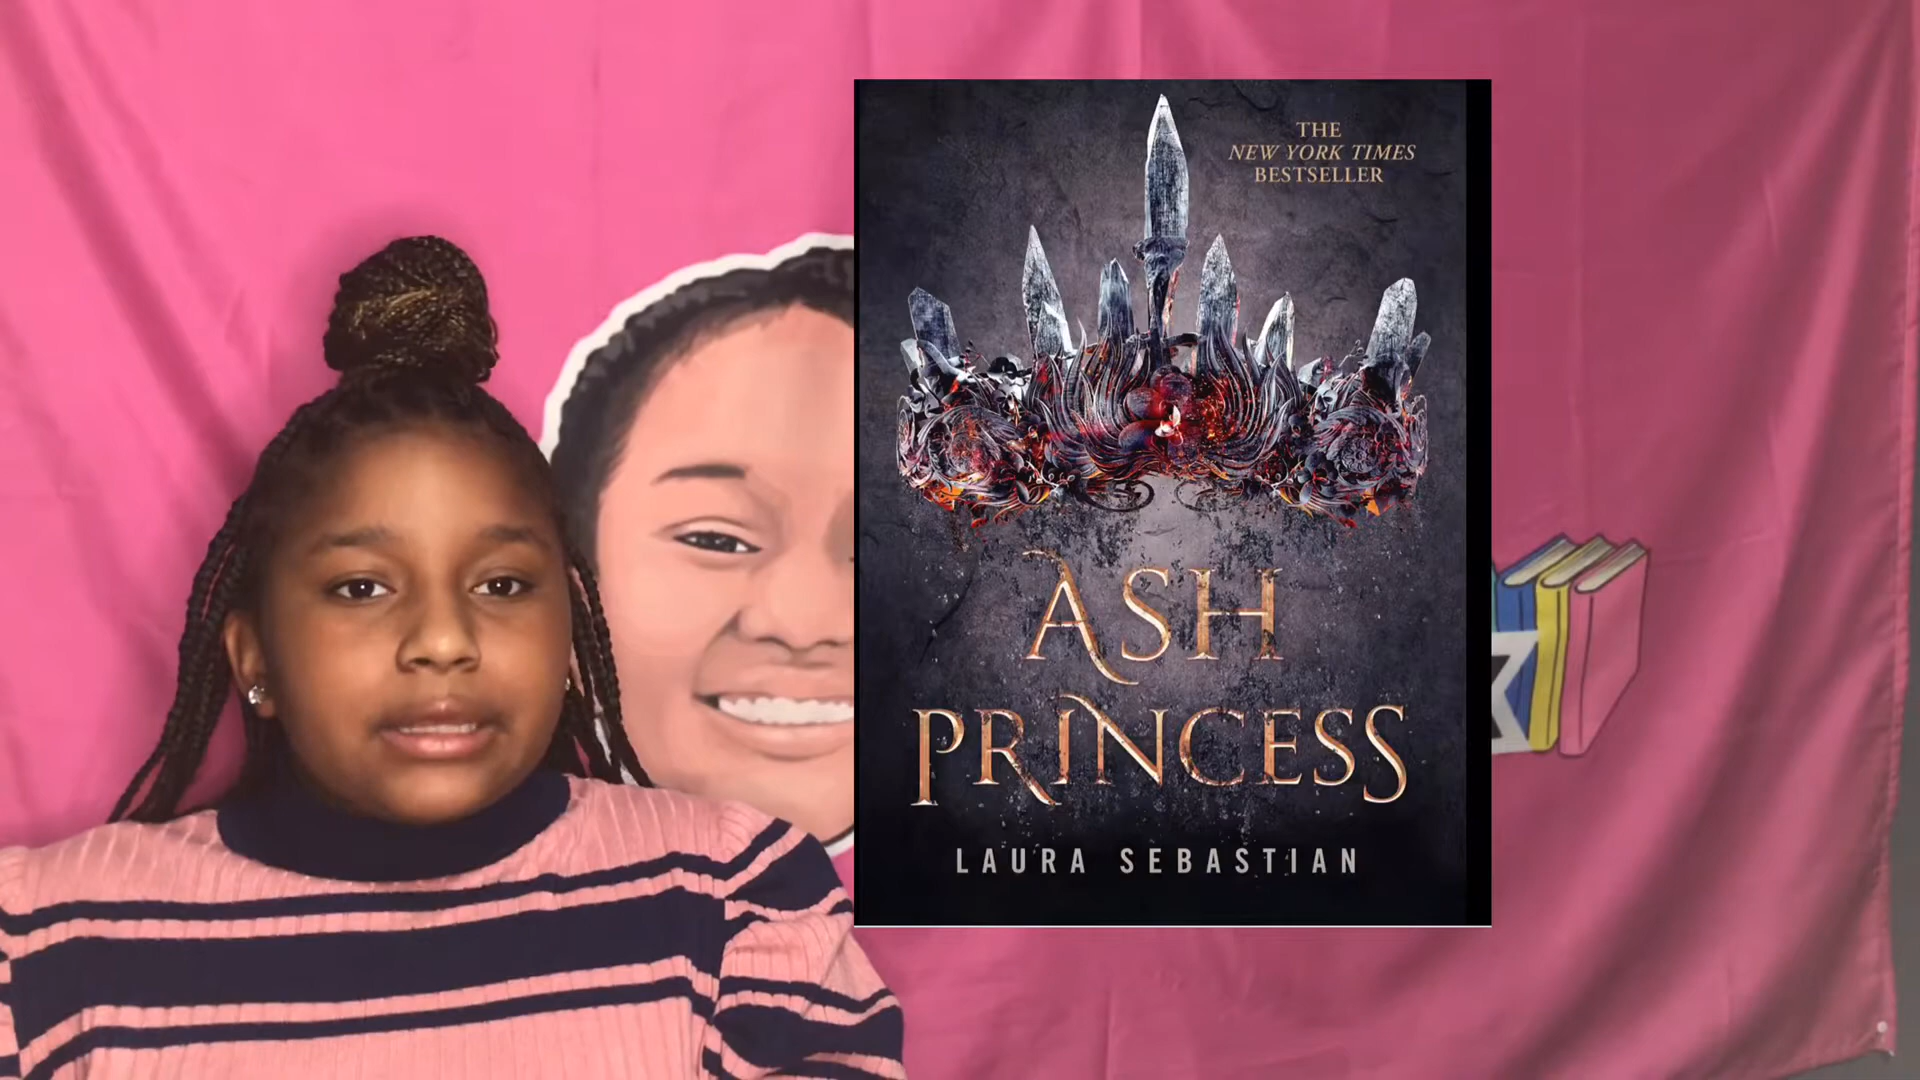 THE
NEW YORK TIMES
BESTSELLER
ASH
PRINCESS
LAURA SEBASTIAN